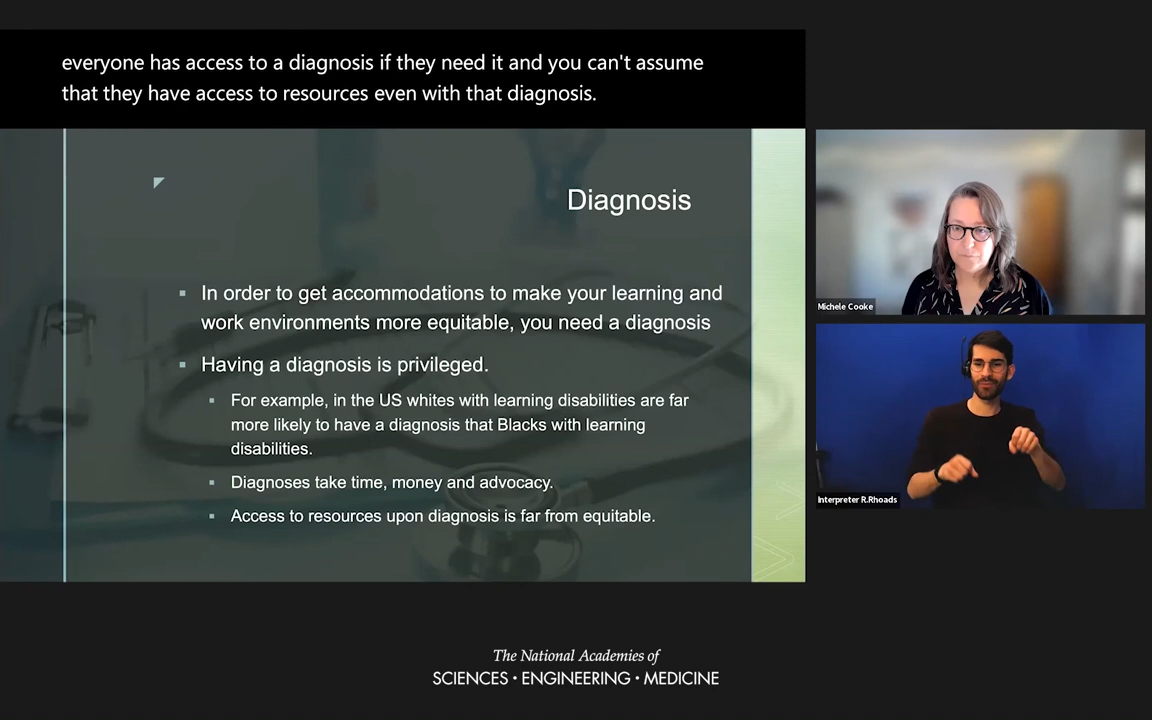 everyone has access to a diagnosis if they need it and you can't assume
that they have access to resources even with that diagnosis.
Diagnosis
In order to get accommodations to make your learning and
work environments more equitable, you need a diagnosis
Having a diagnosis is privileged.
For example, in the US whites with learning disabilities are far
more likely to have a diagnosis that Blacks with learning
disabilities.
Diagnoses take time, money and advocacy.
Access to resources upon diagnosis is far from equitable.
Michele Cooke
Interpreter R.Rhoads
The National Academies of
SCIENCES · ENGINEERING · MEDICINE